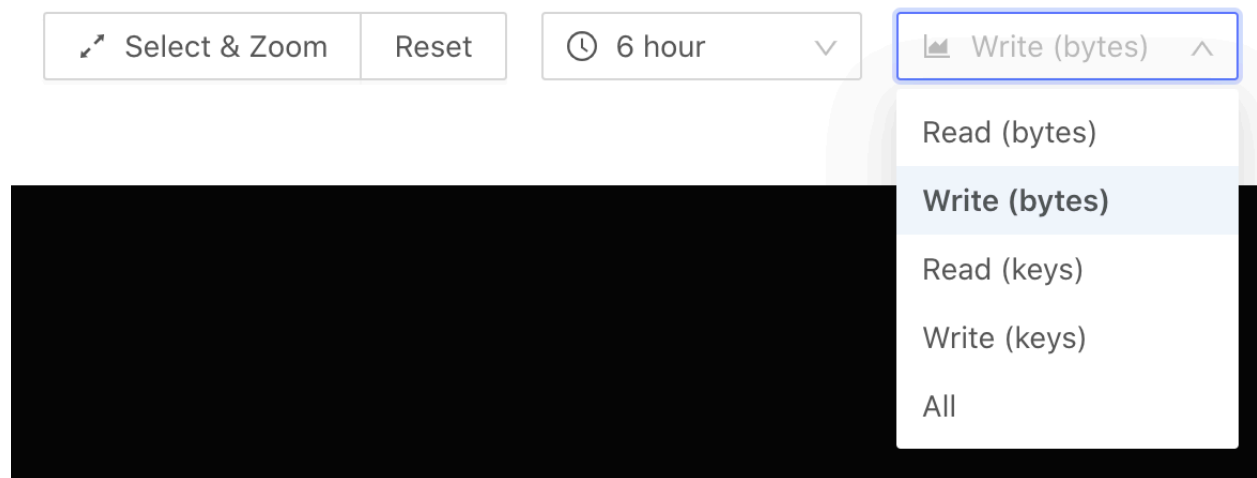 Select & Zoom Reset 6 hour Write (bytes)
Read (bytes)
Write (bytes)
Read (keys)
Write (keys)
All